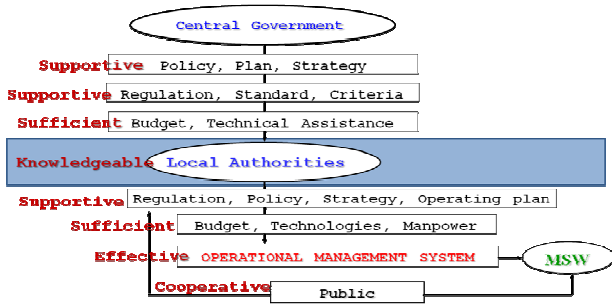 Central Government
Supportive Policy, Plan, Strategy
Supportive Regulation, Standard, Criteria
Sufficient Budget, Technical Assistance
Knowledgeable Local Authorities
Supportive Regulation, Policy, Strategy, Operating plan
Sufficient Budget, Technologies, Manpower
Effective OPERATIONAL MANAGEMENT SYSTEM MSW
Cooperative Public